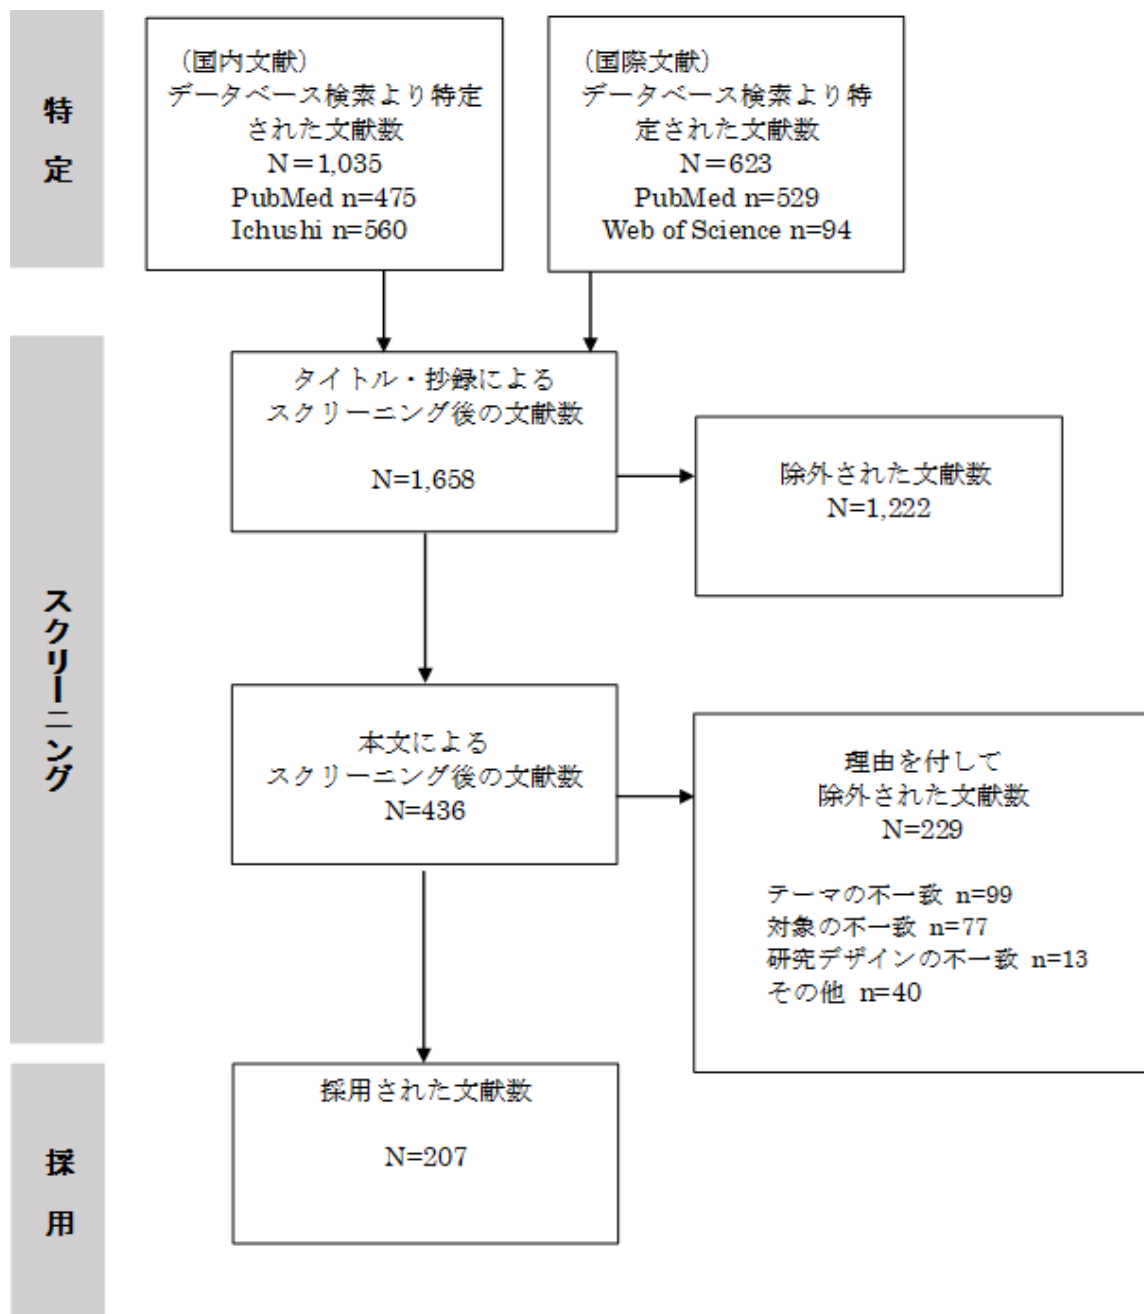 特定
（国内文献）
データベース検索より特定
された文献数
N＝1,035
PubMed n=475
Ichushi n=560
（国際文献）
データベース検索より特
定された文献数
N＝623
PubMed n=529
Web of Science n=94
スクリーニング
タイトル・抄録による
スクリーニング後の文献数
N=1,658
除外された文献数
N=1,222
本文による
スクリーニング後の文献数
N=436
理由を付して
除外された文献数
N=229
テーマの不一致 n=99
対象の不一致 n=77
研究デザインの不一致 n=13
その他 n=40
採用
採用された文献数
N=207